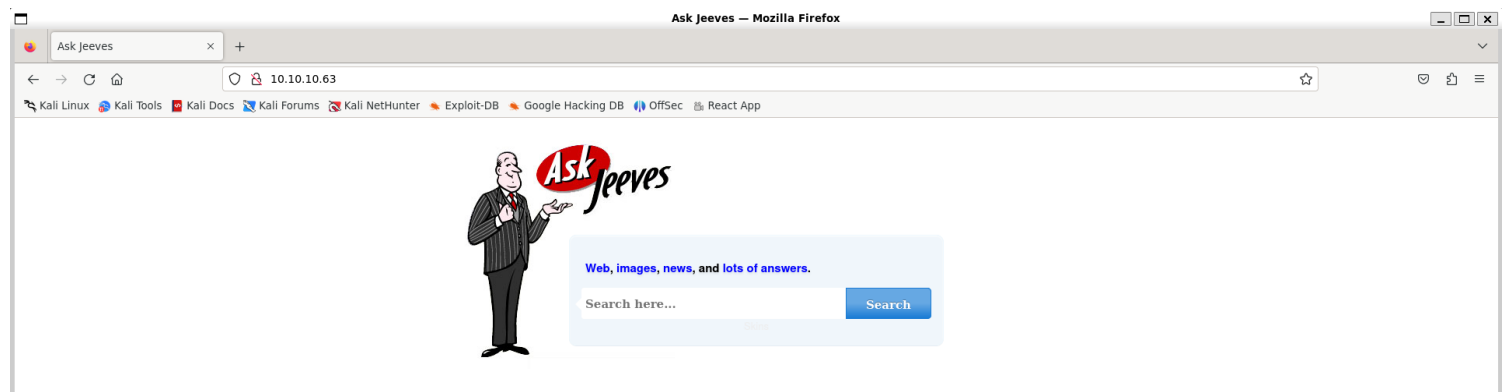 Ask Jeeves — Mozilla Firefox
Ask Jeeves
10.10.10.63
Kali Linux Kali Tools Kali Docs Kali Forums Kali NetHunter Exploit-DB Google Hacking DB OffSec React App
Ask
Jeeves
Web, images, news, and lots of answers.
Search here... Search